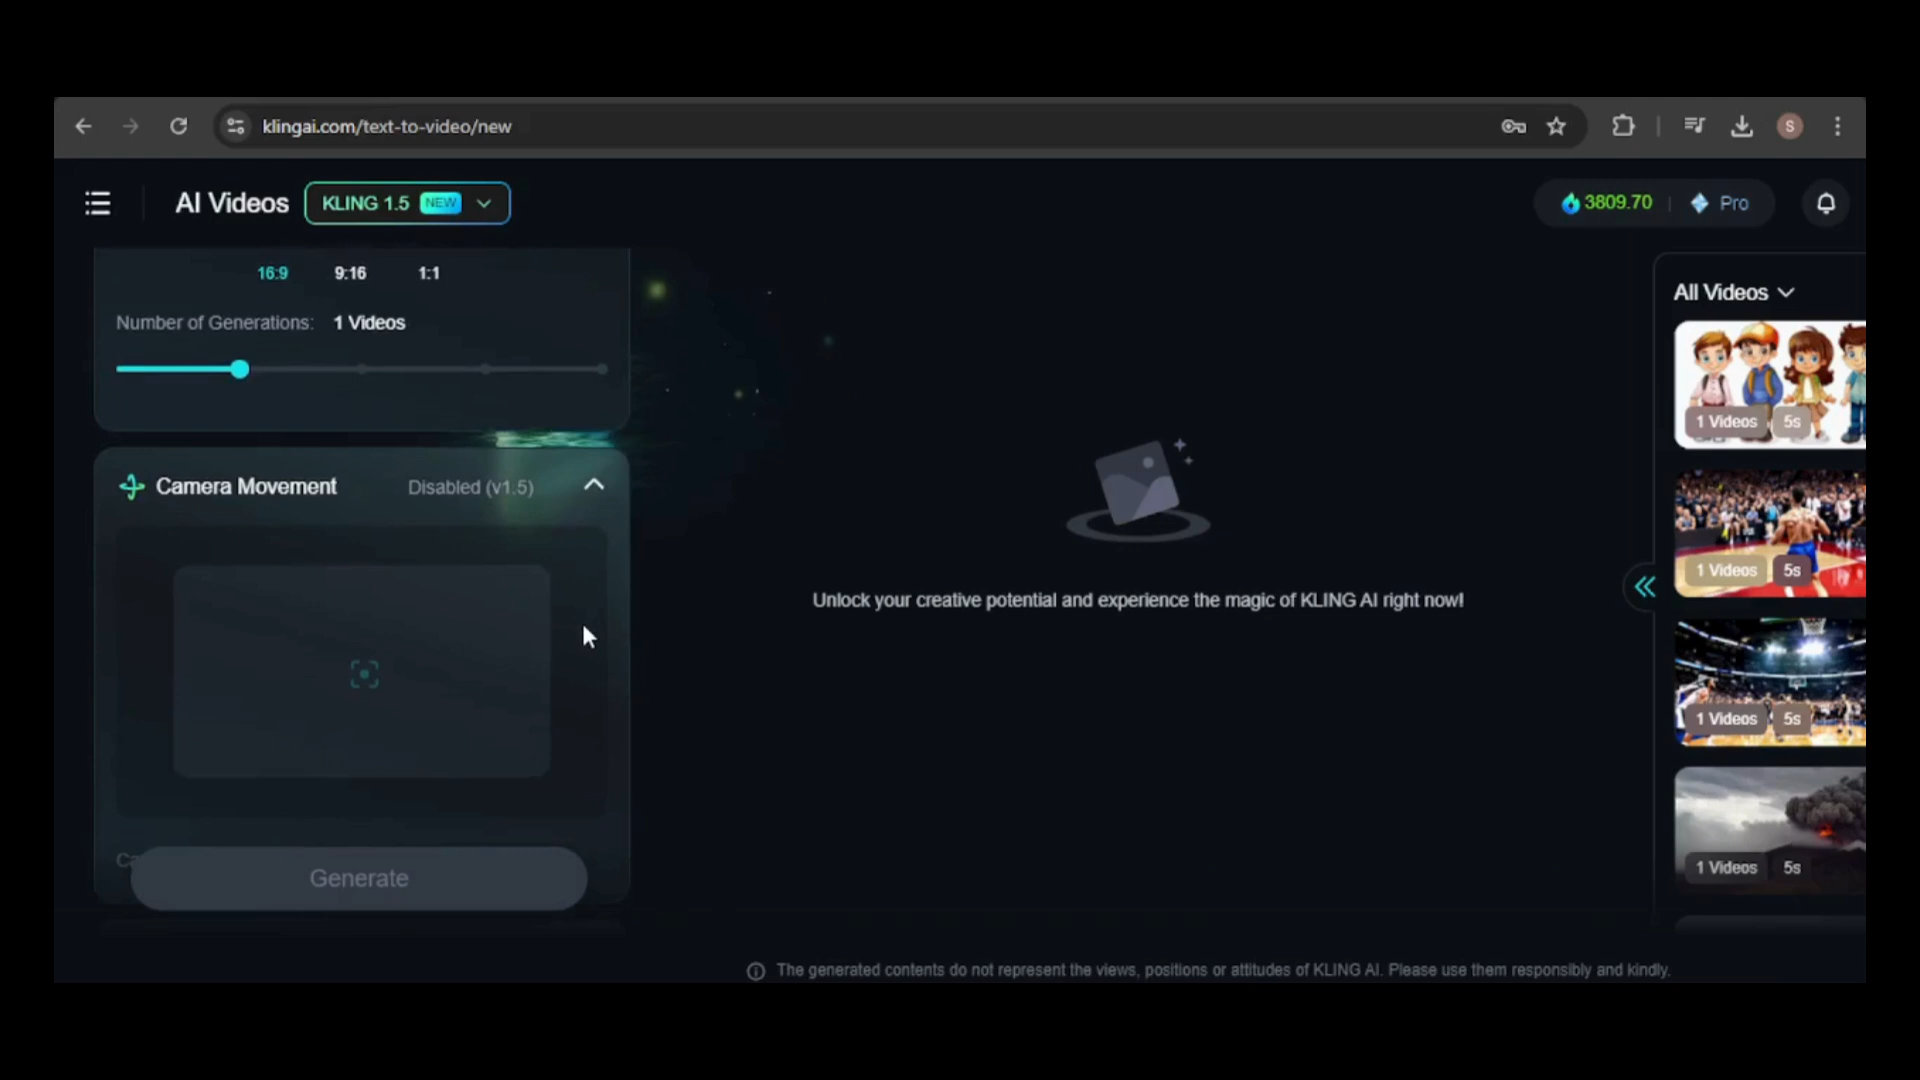 klingai.com/text-to-video/new
S
AI Videos
KLING 1.5 NEW
3809.70
Pro
16:9 9:16 1:1
Number of Generations: 1 Videos
Camera Movement Disabled (v1.5)
Generate
Unlock your creative potential and experience the magic of KLING AI right now!
All Videos
1 Videos 5s
1 Videos 5s
1 Videos 5s
1 Videos 5s
The generated contents do not represent the views, positions or attitudes of KLING AI. Please use them responsibly and kindly.